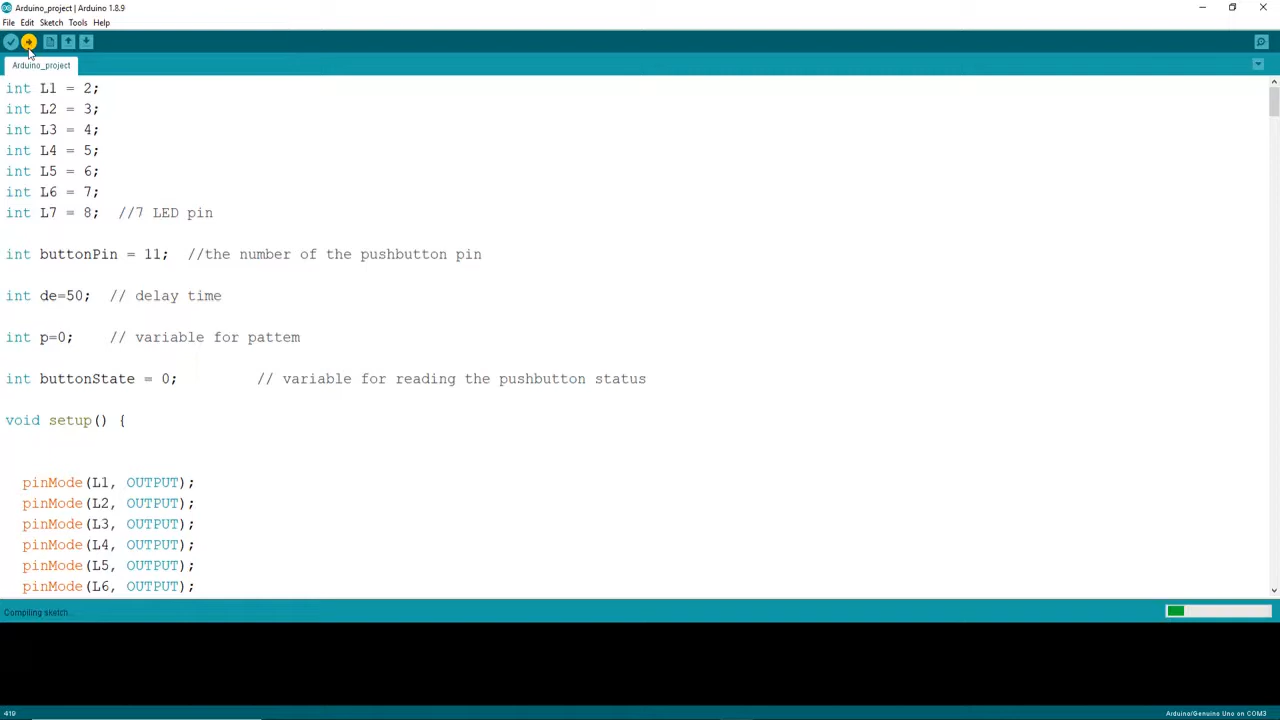 Arduino_project | Arduino 1.8.9
File Edit Sketch Tools Help
Arduino_project
int L1 = 2;
int L2 = 3;
int L3 = 4;
int L4 = 5;
int L5 = 6;
int L6 = 7;
int L7 = 8;  //7 LED pin
int buttonPin = 11;  //the number of the pushbutton pin
int de=50;  // delay time
int p=0;    // variable for pattem
int buttonState = 0;         // variable for reading the pushbutton status
void setup() {
pinMode(L1, OUTPUT);
pinMode(L2, OUTPUT);
pinMode(L3, OUTPUT);
pinMode(L4, OUTPUT);
pinMode(L5, OUTPUT);
pinMode(L6, OUTPUT);
Compiling sketch...
419 Arduino/Genuino Uno on COM3